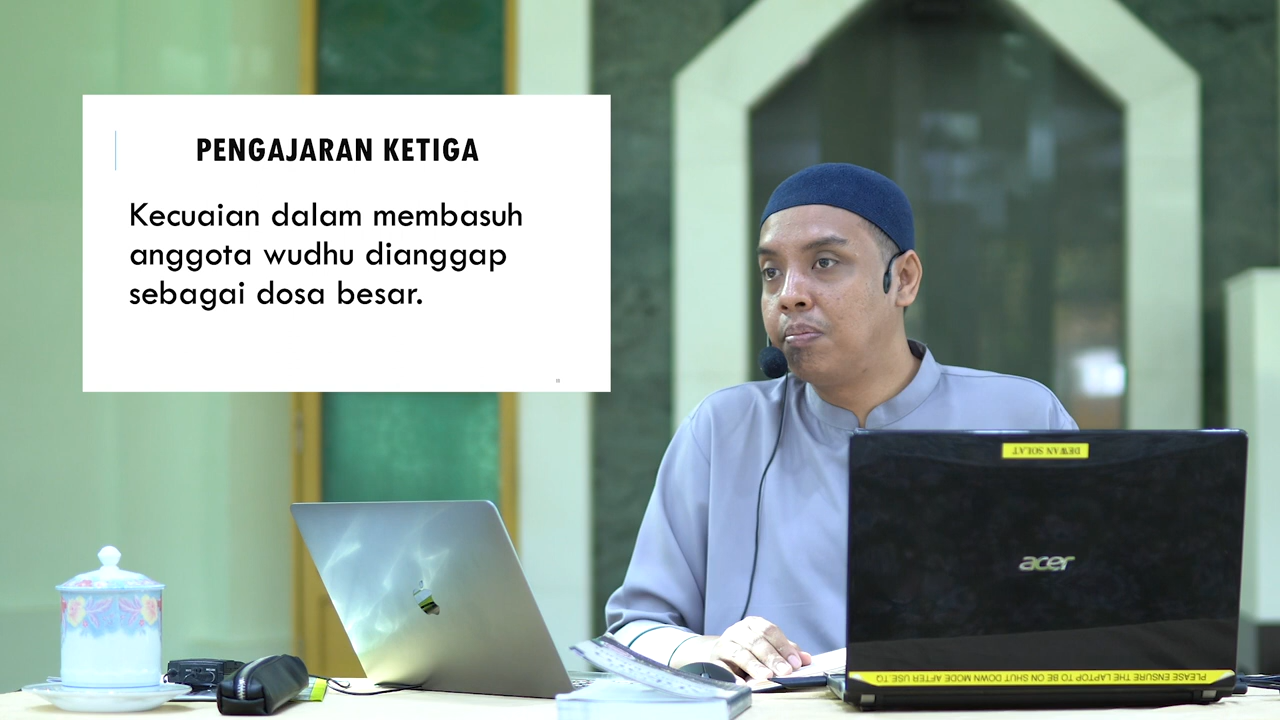 PENGAJARAN KETIGA
Kecuaian dalam membasuh
anggota wudhu dianggap
sebagai dosa besar.
DEWAN SOLAT
acer
PLEASE ENSURE THE LAPTOP TO BE ON SHUT DOWN MODE AFTER USE.TQ